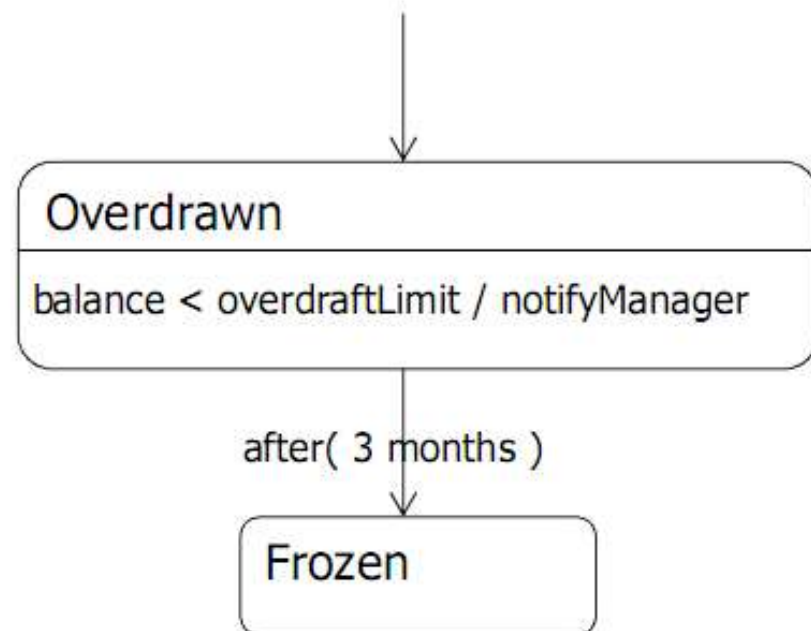 Overdrawn
balance < overdraftLimit / notifyManager
after( 3 months )
Frozen